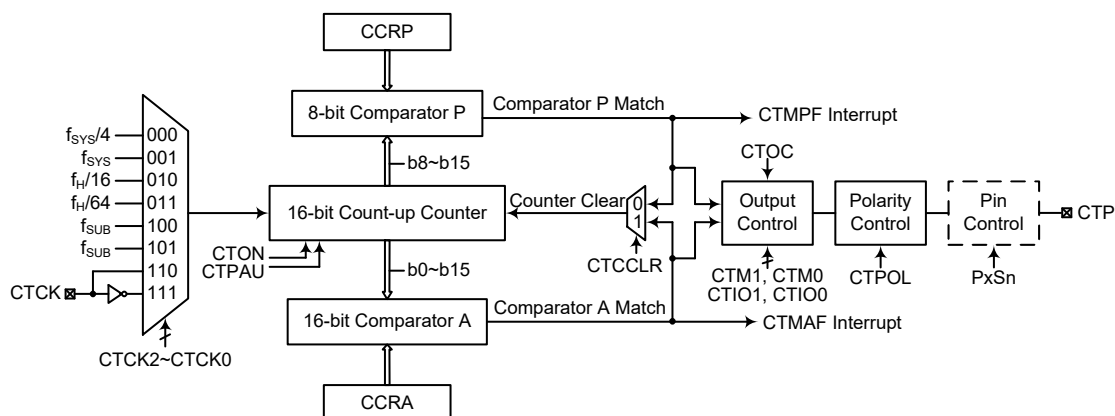 CCRP
8-bit Comparator P
Comparator P Match
CTMPF Interrupt
b8~b15
CTOC
fSYS/4
fSYS
fH/16
fH/64
fSUB
fSUB
000
001
010
011
100
101
110
111
CTCK
CTCK2~CTCK0
16-bit Count-up Counter
CTON
CTPAU
Counter Clear
0
1
CTCCLR
Output
Control
CTM1, CTM0
CTIO1, CTIO0
Polarity
Control
CTPOL
Pin
Control
PxSn
CTP
b0~b15
16-bit Comparator A
Comparator A Match
CTMAF Interrupt
CCRA